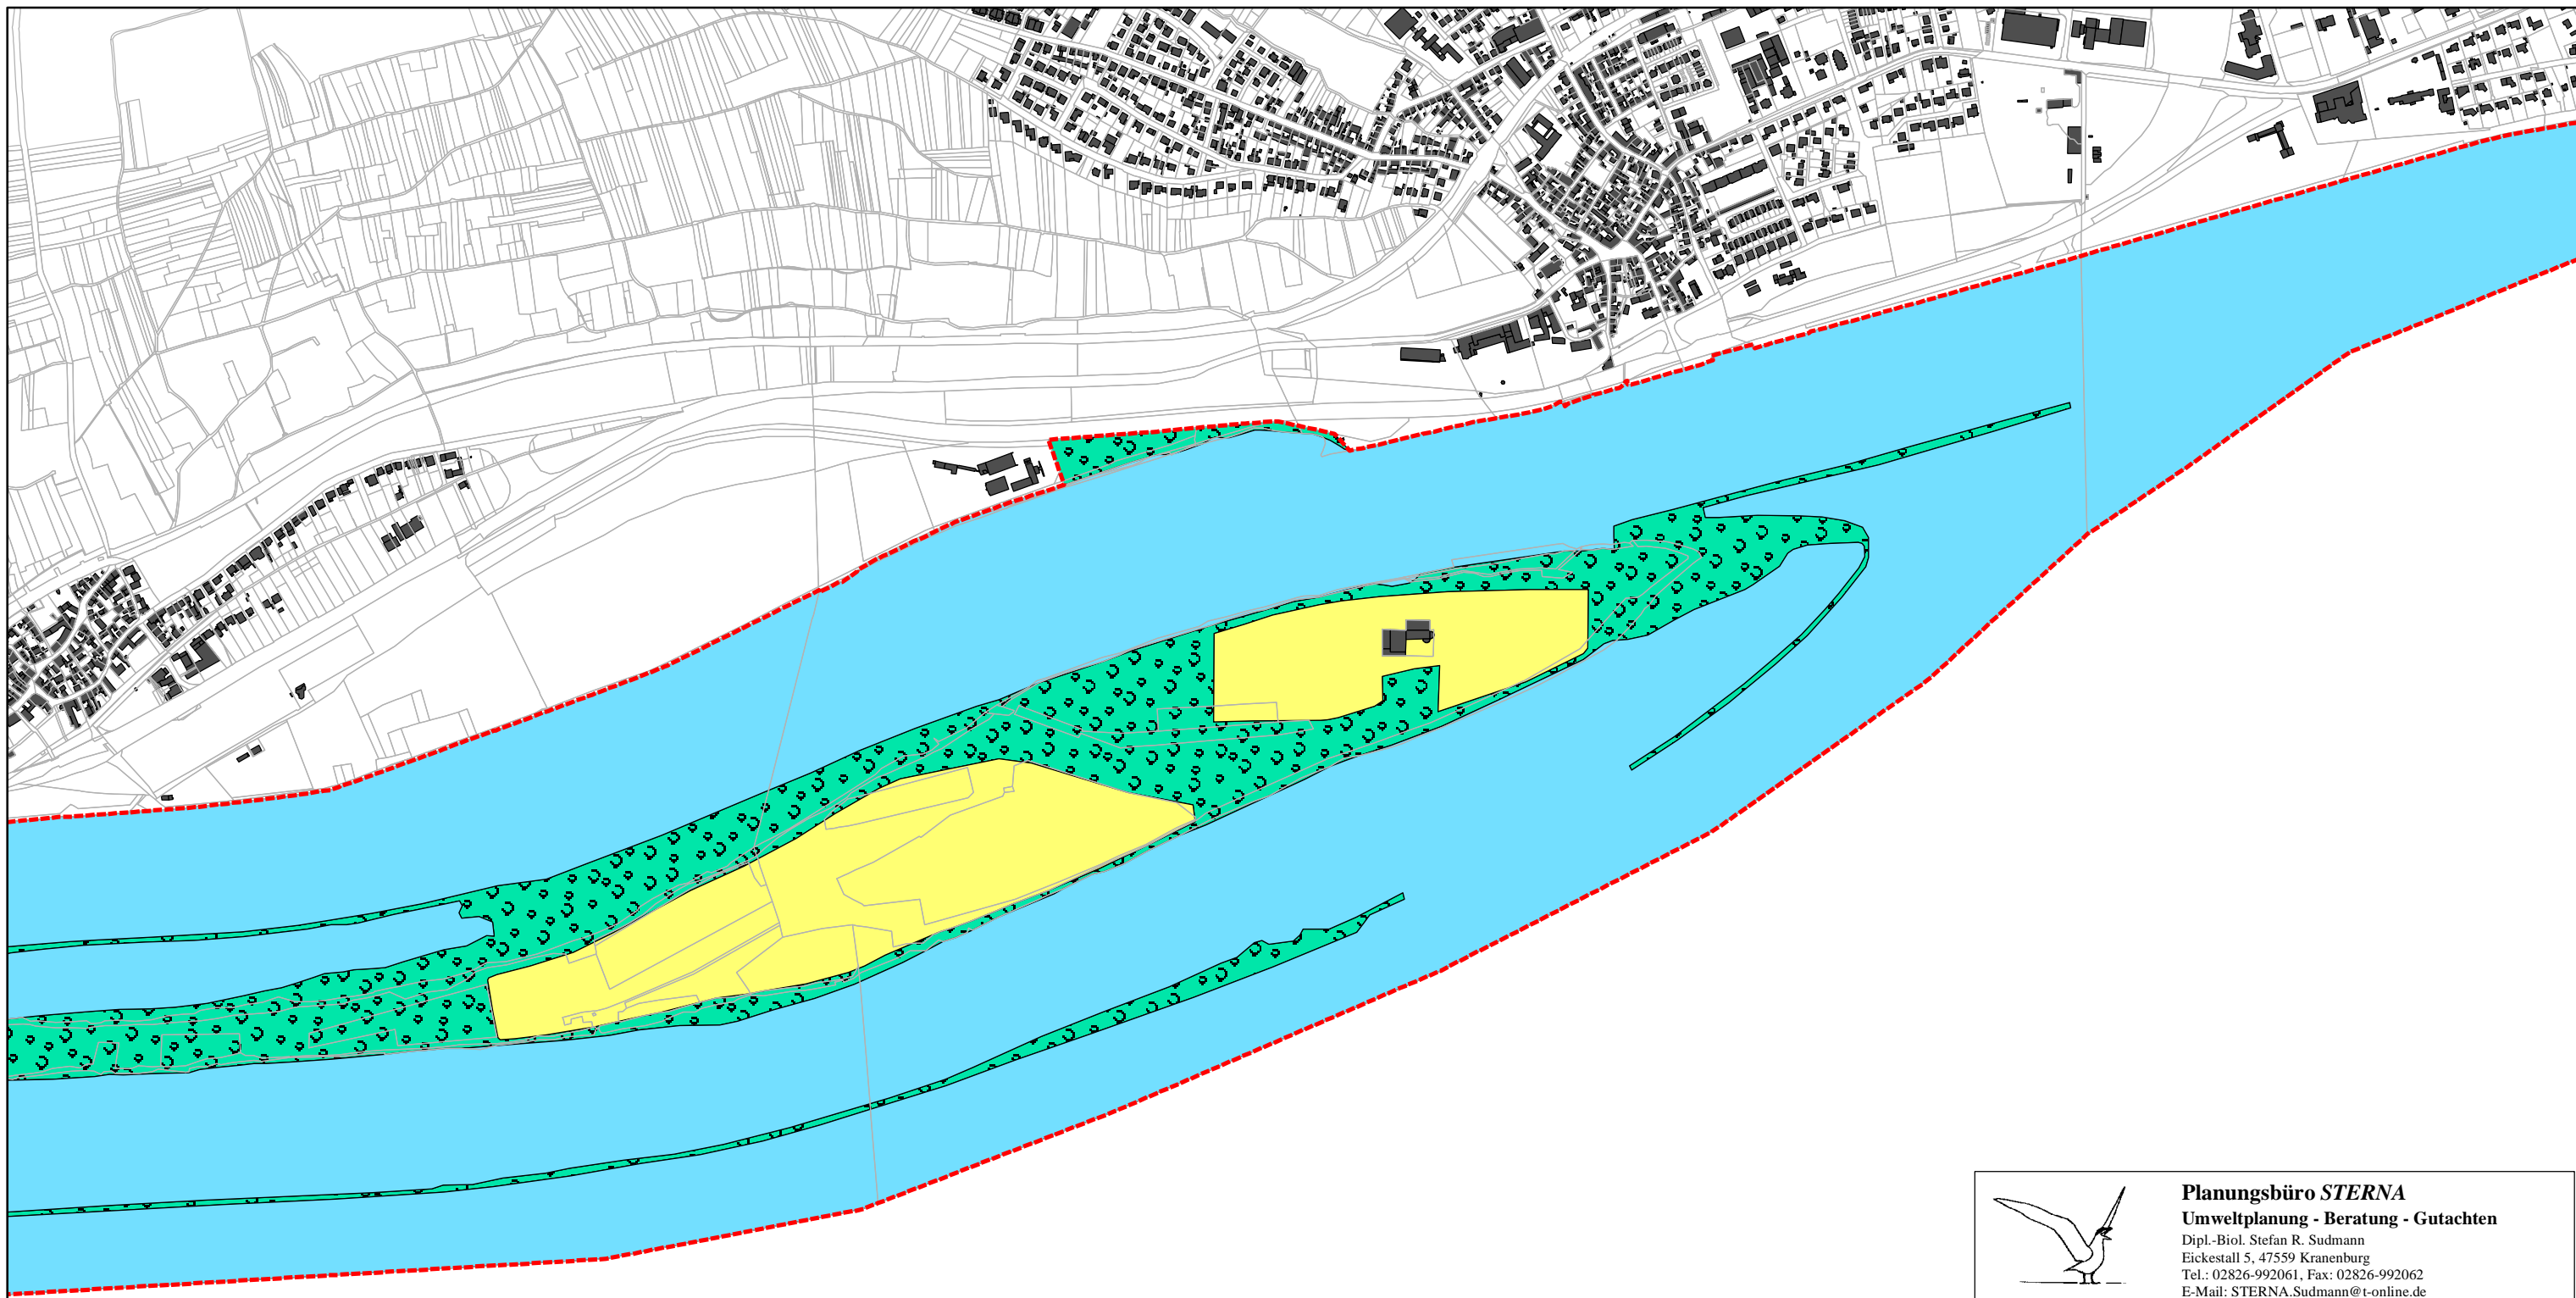 Planungsbüro STERNA
Umweltplanung - Beratung - Gutachten
Dipl.-Biol. Stefan R. Sudmann
Eickestall 5, 47559 Kranenburg
Tel.: 02826-992061, Fax: 02826-992062
E-Mail: STERNA.Sudmann@t-online.de